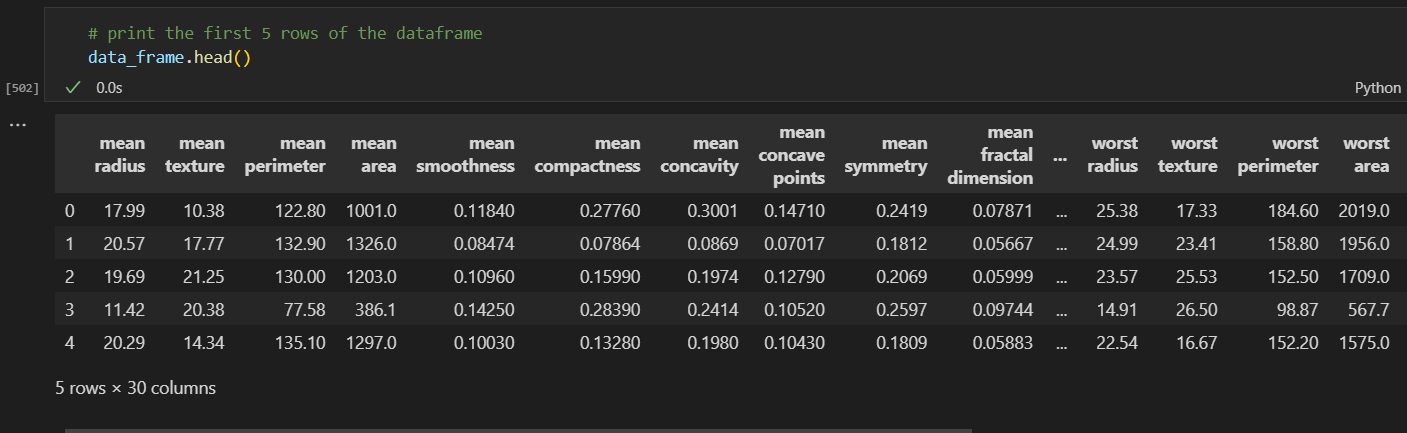 # print the first 5 rows of the dataframe
data_frame.head()
[502] ✓ 0.0s Python
...
mean radius mean texture mean perimeter mean area mean smoothness mean compactness mean concavity mean concave points mean symmetry mean fractal dimension ... worst radius worst texture worst perimeter worst area
0 17.99 10.38 122.80 1001.0 0.11840 0.27760 0.3001 0.14710 0.2419 0.07871 ... 25.38 17.33 184.60 2019.0
1 20.57 17.77 132.90 1326.0 0.08474 0.07864 0.0869 0.07017 0.1812 0.05667 ... 24.99 23.41 158.80 1956.0
2 19.69 21.25 130.00 1203.0 0.10960 0.15990 0.1974 0.12790 0.2069 0.05999 ... 23.57 25.53 152.50 1709.0
3 11.42 20.38 77.58 386.1 0.14250 0.28390 0.2414 0.10520 0.2597 0.09744 ... 14.91 26.50 98.87 567.7
4 20.29 14.34 135.10 1297.0 0.10030 0.13280 0.1980 0.10430 0.1809 0.05883 ... 22.54 16.67 152.20 1575.0
5 rows × 30 columns